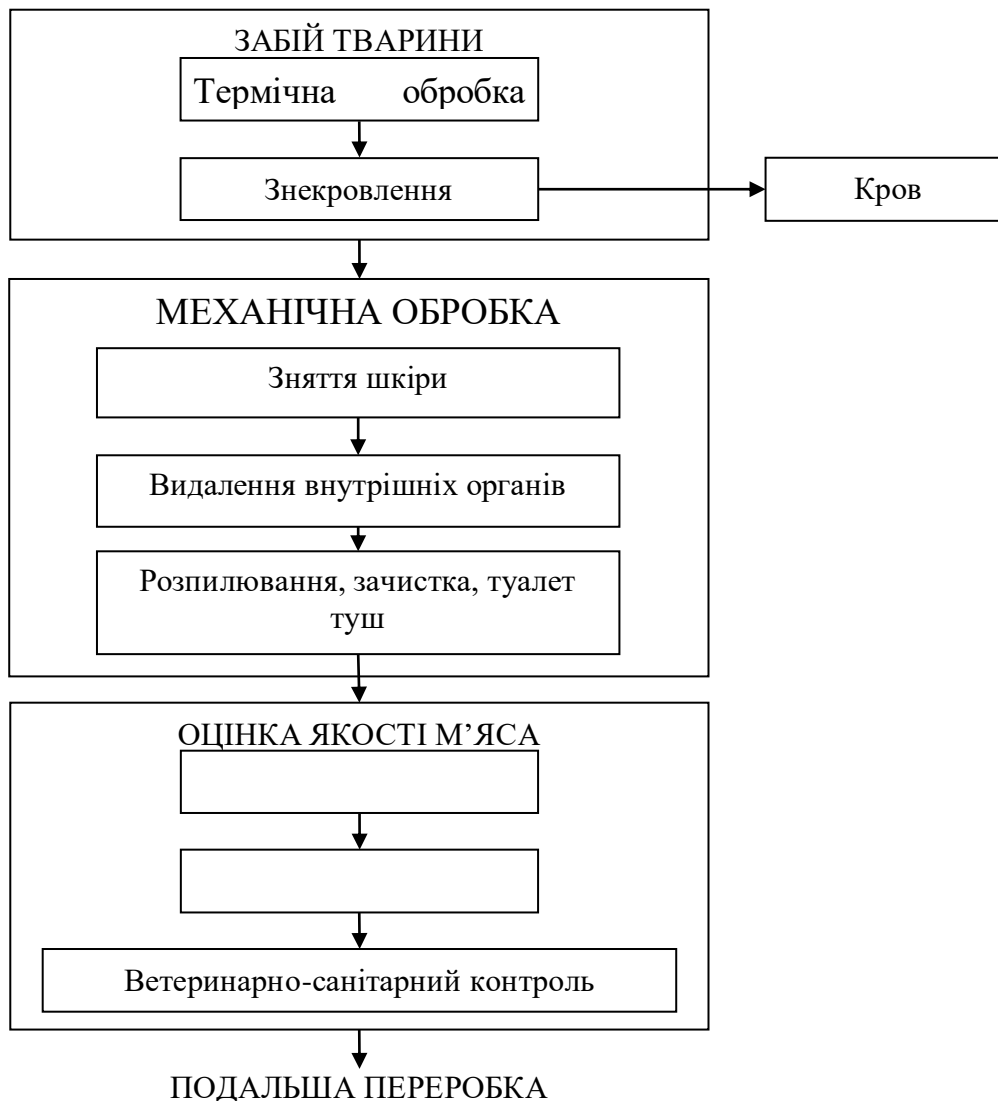 ЗАБІЙ ТВАРИНИ
Термічна обробка
Знекровлення
Кров
МЕХАНІЧНА ОБРОБКА
Зняття шкіри
Видалення внутрішніх органів
Розпилювання, зачистка, туалет
туш
ОЦІНКА ЯКОСТІ М’ЯСА
Ветеринарно-санітарний контроль
ПОДАЛЬША ПЕРЕРОБКА